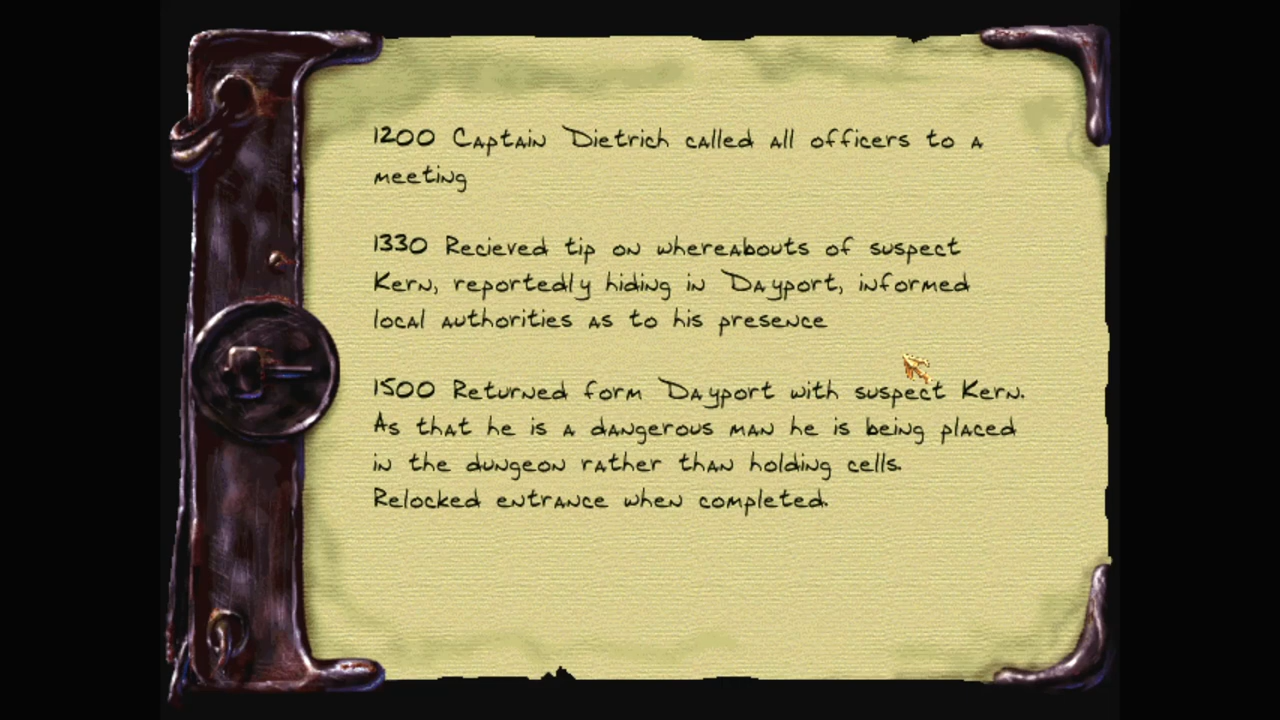 1200 Captain Dietrich called all officers to a
meeting
1330 Recieved tip on whereabouts of suspect
Kern, reportedly hiding in Dayport, informed
local authorities as to his presence
1500 Returned form Dayport with suspect Kern.
As that he is a dangerous man he is being placed
in the dungeon rather than holding cells.
Relocked entrance when completed.